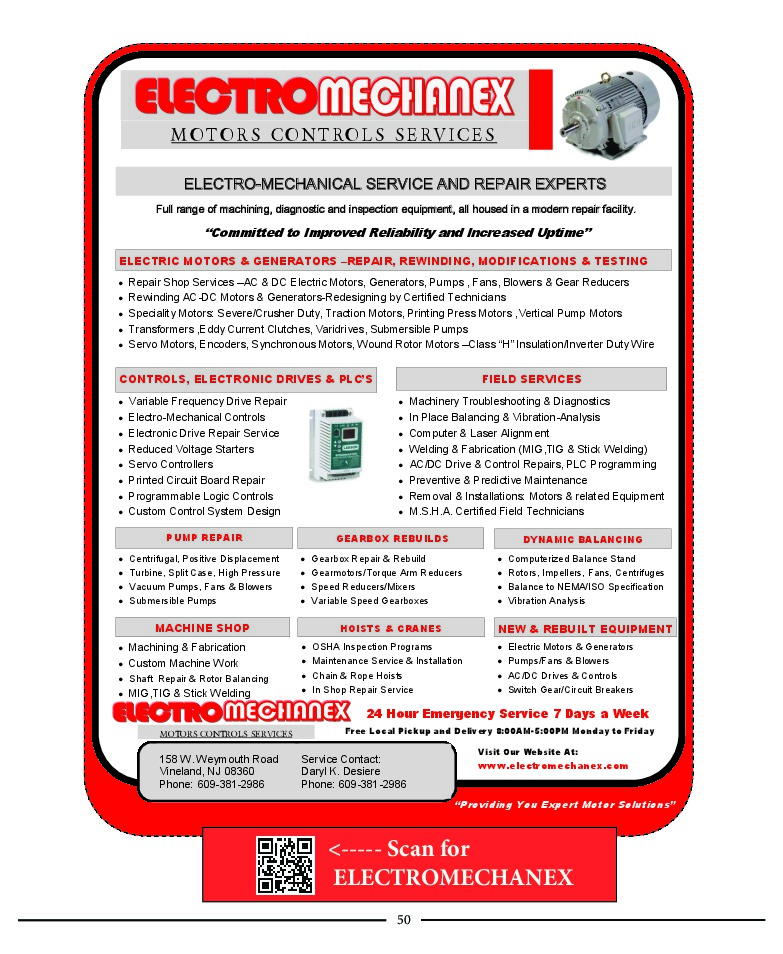 ELECTROMECHANEX
MOTORS CONTROLS SERVICES
ELECTRO-MECHANICAL SERVICE AND REPAIR EXPERTS
Full range of machining, diagnostic and inspection equipment, all housed in a modern repair facility.
“Committed to Improved Reliability and Increased Uptime”
ELECTRIC MOTORS & GENERATORS –REPAIR, REWINDING, MODIFICATIONS & TESTING
• Repair Shop Services –AC & DC Electric Motors, Generators, Pumps , Fans, Blowers & Gear Reducers
• Rewinding AC-DC Motors & Generators-Redesigning by Certified Technicians
• Speciality Motors: Severe/Crusher Duty, Traction Motors, Printing Press Motors ,Vertical Pump Motors
• Transformers ,Eddy Current Clutches, Varidrives, Submersible Pumps
• Servo Motors, Encoders, Synchronous Motors, Wound Rotor Motors –Class “H” Insulation/Inverter Duty Wire
CONTROLS, ELECTRONIC DRIVES & PLC’S
• Variable Frequency Drive Repair
• Electro-Mechanical Controls
• Electronic Drive Repair Service
• Reduced Voltage Starters
• Servo Controllers
• Printed Circuit Board Repair
• Programmable Logic Controls
• Custom Control System Design
FIELD SERVICES
• Machinery Troubleshooting & Diagnostics
• In Place Balancing & Vibration-Analysis
• Computer & Laser Alignment
• Welding & Fabrication (MIG,TIG & Stick Welding)
• AC/DC Drive & Control Repairs, PLC Programming
• Preventive & Predictive Maintenance
• Removal & Installations: Motors & related Equipment
• M.S.H.A. Certified Field Technicians
PUMP REPAIR
• Centrifugal, Positive Displacement
• Turbine, Split Case, High Pressure
• Vacuum Pumps, Fans & Blowers
• Submersible Pumps
GEARBOX REBUILDS
• Gearbox Repair & Rebuild
• Gearmotors/Torque Arm Reducers
• Speed Reducers/Mixers
• Variable Speed Gearboxes
DYNAMIC BALANCING
• Computerized Balance Stand
• Rotors, Impellers, Fans, Centrifuges
• Balance to NEMA/ISO Specification
• Vibration Analysis
MACHINE SHOP
• Machining & Fabrication
• Custom Machine Work
• Shaft Repair & Rotor Balancing
• MIG ,TIG & Stick Welding
HOISTS & CRANES
• OSHA Inspection Programs
• Maintenance Service & Installation
• Chain & Rope Hoists
• In Shop Repair Service
NEW & REBUILT EQUIPMENT
• Electric Motors & Generators
• Pumps/Fans & Blowers
• AC/DC Drives & Controls
• Switch Gear/Circuit Breakers
ELECTROMECHANEX
MOTORS CONTROLS SERVICES
24 Hour Emergency Service 7 Days a Week
Free Local Pickup and Delivery 8:00AM-5:00PM Monday to Friday
158 W. Weymouth Road
Vineland, NJ 08360
Phone: 609-381-2986
Service Contact:
Daryl K. Desiere
Phone: 609-381-2986
Visit Our Website At:
www.electromechanex.com
“Providing You Expert Motor Solutions”
<----- Scan for
ELECTROMECHANEX
50